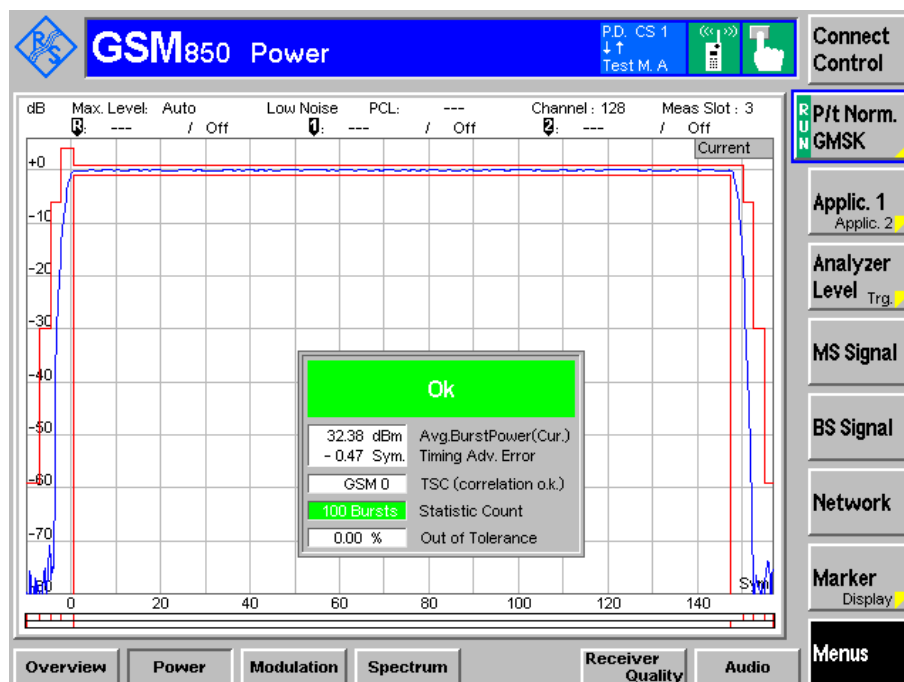 R S
GSM850 Power
P.D. CS 1
Test M. A
Connect Control
dB Max. Level: Auto Low Noise PCL: --- Channel : 128 Meas Slot : 3
R: --- / Off 1: --- / Off 2: --- / Off
Current
RUN
P/t Norm. GMSK
Applic. 1
Applic. 2
Analyzer Level
Trg.
MS Signal
BS Signal
Network
Marker
Display
Menus
+0
-10
-20
-30
-40
-50
-60
-70
Ok
32.38 dBm Avg.BurstPower(Cur.)
- 0.47 Sym. Timing Adv. Error
GSM 0 TSC (correlation o.k.)
100 Bursts Statistic Count
0.00 % Out of Tolerance
0 20 40 60 80 100 120 140
Overview Power Modulation Spectrum Receiver Quality Audio